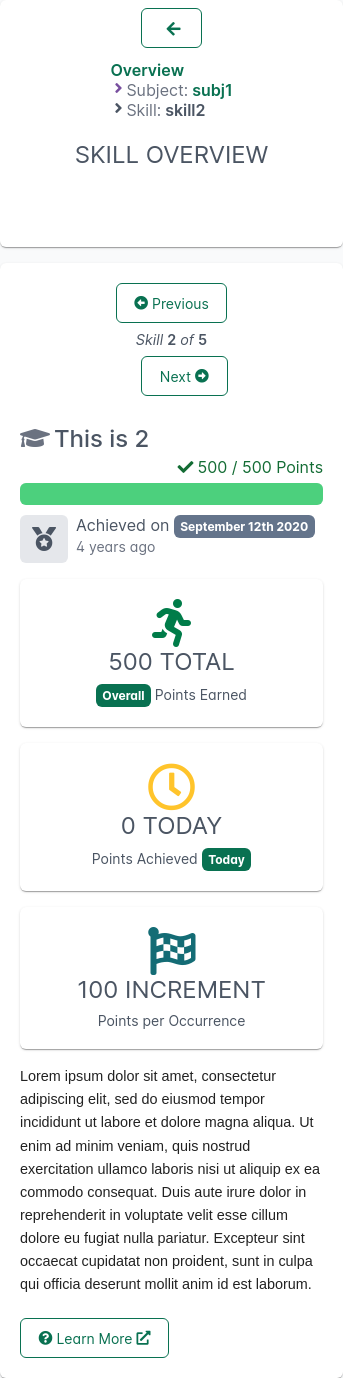 Overview
Subject: subj1
Skill: skill2
SKILL OVERVIEW
Previous
Skill 2 of 5
Next
This is 2
500 / 500 Points
Achieved on September 12th 2020
4 years ago
500 TOTAL
Overall Points Earned
0 TODAY
Points Achieved Today
100 INCREMENT
Points per Occurrence
Lorem ipsum dolor sit amet, consectetur
adipiscing elit, sed do eiusmod tempor
incididunt ut labore et dolore magna aliqua. Ut
enim ad minim veniam, quis nostrud
exercitation ullamco laboris nisi ut aliquip ex ea
commodo consequat. Duis aute irure dolor in
reprehenderit in voluptate velit esse cillum
dolore eu fugiat nulla pariatur. Excepteur sint
occaecat cupidatat non proident, sunt in culpa
qui officia deserunt mollit anim id est laborum.
Learn More